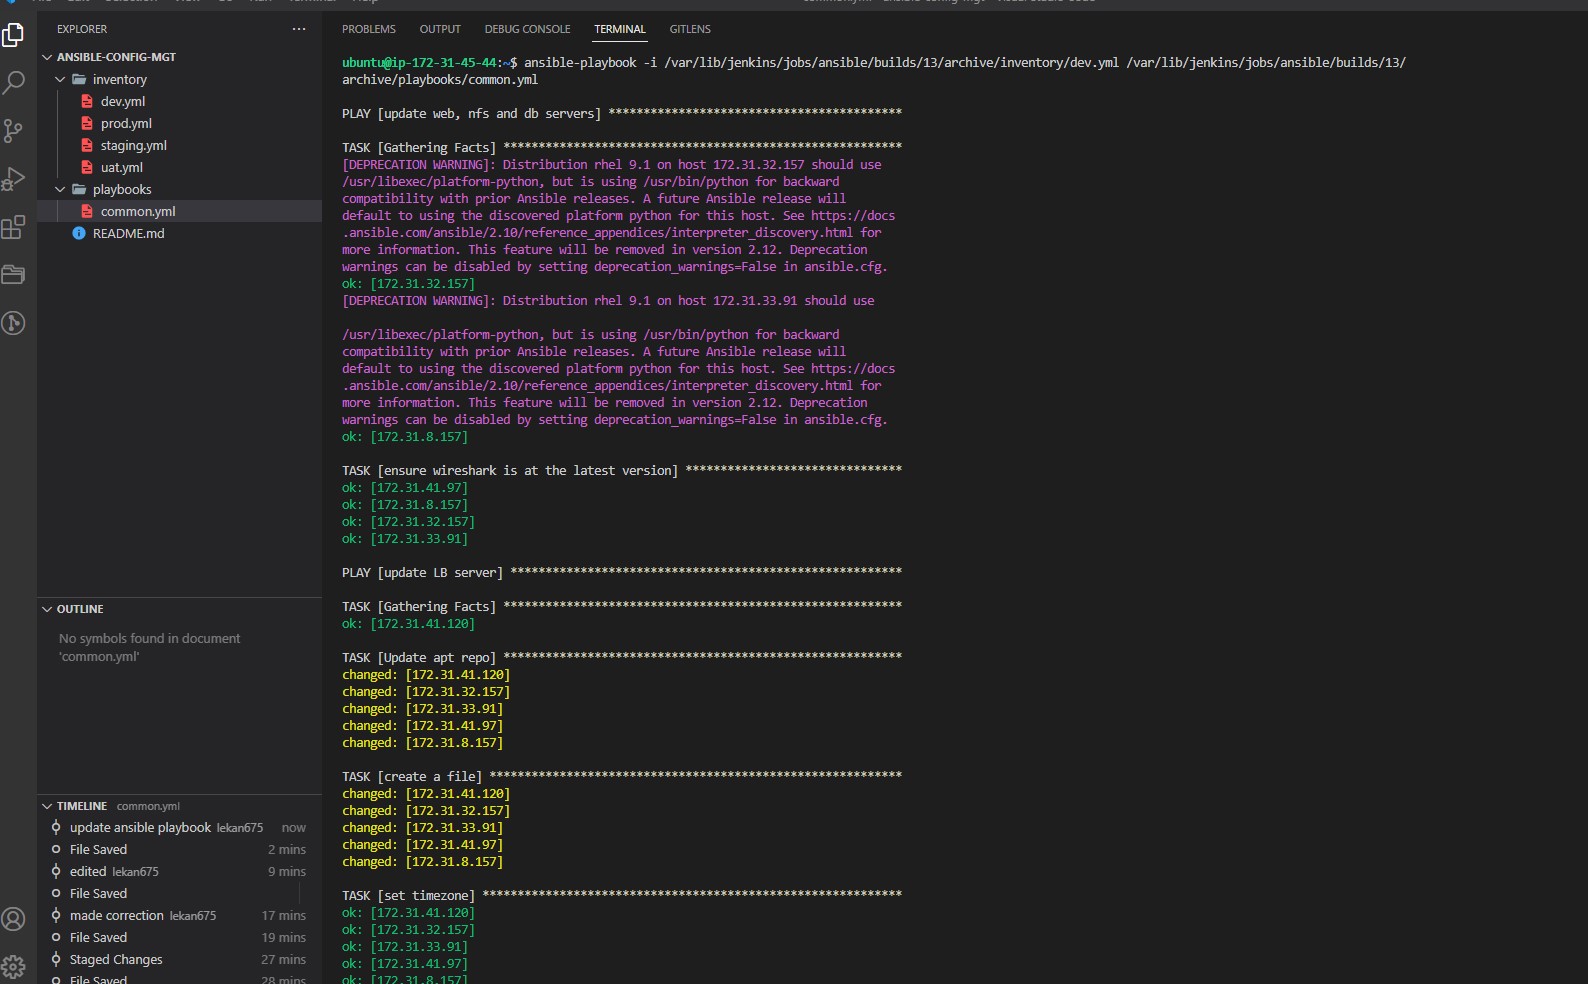 EXPLORER
ANSIBLE-CONFIG-MGT
inventory
dev.yml
prod.yml
staging.yml
uat.yml
playbooks
common.yml
README.md
OUTLINE
No symbols found in document
'common.yml'
TIMELINE common.yml
update ansible playbook lekan675 now
File Saved 2 mins
edited lekan675 9 mins
File Saved
made correction lekan675 17 mins
File Saved 19 mins
Staged Changes 27 mins
File Saved 28 mins
PROBLEMS OUTPUT DEBUG CONSOLE TERMINAL GITLENS
ubuntu@ip-172-31-45-44:~$ ansible-playbook -i /var/lib/jenkins/jobs/ansible/builds/13/archive/inventory/dev.yml /var/lib/jenkins/jobs/ansible/builds/13/
archive/playbooks/common.yml
PLAY [update web, nfs and db servers] ******************************************
TASK [Gathering Facts] *********************************************************
[DEPRECATION WARNING]: Distribution rhel 9.1 on host 172.31.32.157 should use
/usr/libexec/platform-python, but is using /usr/bin/python for backward
compatibility with prior Ansible releases. A future Ansible release will
default to using the discovered platform python for this host. See https://docs
.ansible.com/ansible/2.10/reference_appendices/interpreter_discovery.html for
more information. This feature will be removed in version 2.12. Deprecation
warnings can be disabled by setting deprecation_warnings=False in ansible.cfg.
ok: [172.31.32.157]
[DEPRECATION WARNING]: Distribution rhel 9.1 on host 172.31.33.91 should use
/usr/libexec/platform-python, but is using /usr/bin/python for backward
compatibility with prior Ansible releases. A future Ansible release will
default to using the discovered platform python for this host. See https://docs
.ansible.com/ansible/2.10/reference_appendices/interpreter_discovery.html for
more information. This feature will be removed in version 2.12. Deprecation
warnings can be disabled by setting deprecation_warnings=False in ansible.cfg.
ok: [172.31.8.157]
TASK [ensure wireshark is at the latest version] *******************************
ok: [172.31.41.97]
ok: [172.31.8.157]
ok: [172.31.32.157]
ok: [172.31.33.91]
PLAY [update LB server] ********************************************************
TASK [Gathering Facts] *********************************************************
ok: [172.31.41.120]
TASK [Update apt repo] *********************************************************
changed: [172.31.41.120]
changed: [172.31.32.157]
changed: [172.31.33.91]
changed: [172.31.41.97]
changed: [172.31.8.157]
TASK [create a file] ***********************************************************
changed: [172.31.41.120]
changed: [172.31.32.157]
changed: [172.31.33.91]
changed: [172.31.41.97]
changed: [172.31.8.157]
TASK [set timezone] ************************************************************
ok: [172.31.41.120]
ok: [172.31.32.157]
ok: [172.31.33.91]
ok: [172.31.41.97]
ok: [172.31.8.157]